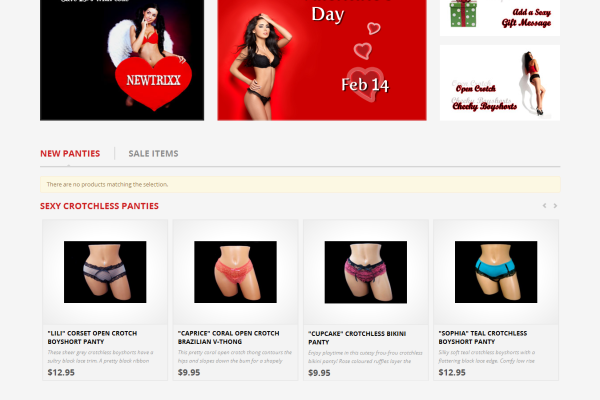 Day
Feb 14
NEWTRIXX
Add a Sexy
Gift Message
Open Crotch
Cheeky Boyshorts
NEW PANTIES
SALE ITEMS
There are no products matching the selection.
SEXY CROTCHLESS PANTIES
"LILI" CORSET OPEN CROTCH
BOYSHORT PANTY
These sheer grey crotchless boyshorts have a
sultry black lace trim. A pretty black ribbon
$12.95
"CAPRICE" CORAL OPEN CROTCH
BRAZILIAN V-THONG
This pretty coral open crotch thong contours the
hips and slopes down the bum for a shapely
$9.95
"CUPCAKE" CROTCHLESS BIKINI
PANTY
Enjoy playtime in this sassy frou-frou crotchless
bikini panty! Rose coloured ruffles layer the
$9.95
"SOPHIA" TEAL CROTCHLESS
BOYSHORT PANTY
Silky soft teal crotchless boyshorts with a
flattering black lace edge. Comfy low rise
$12.95